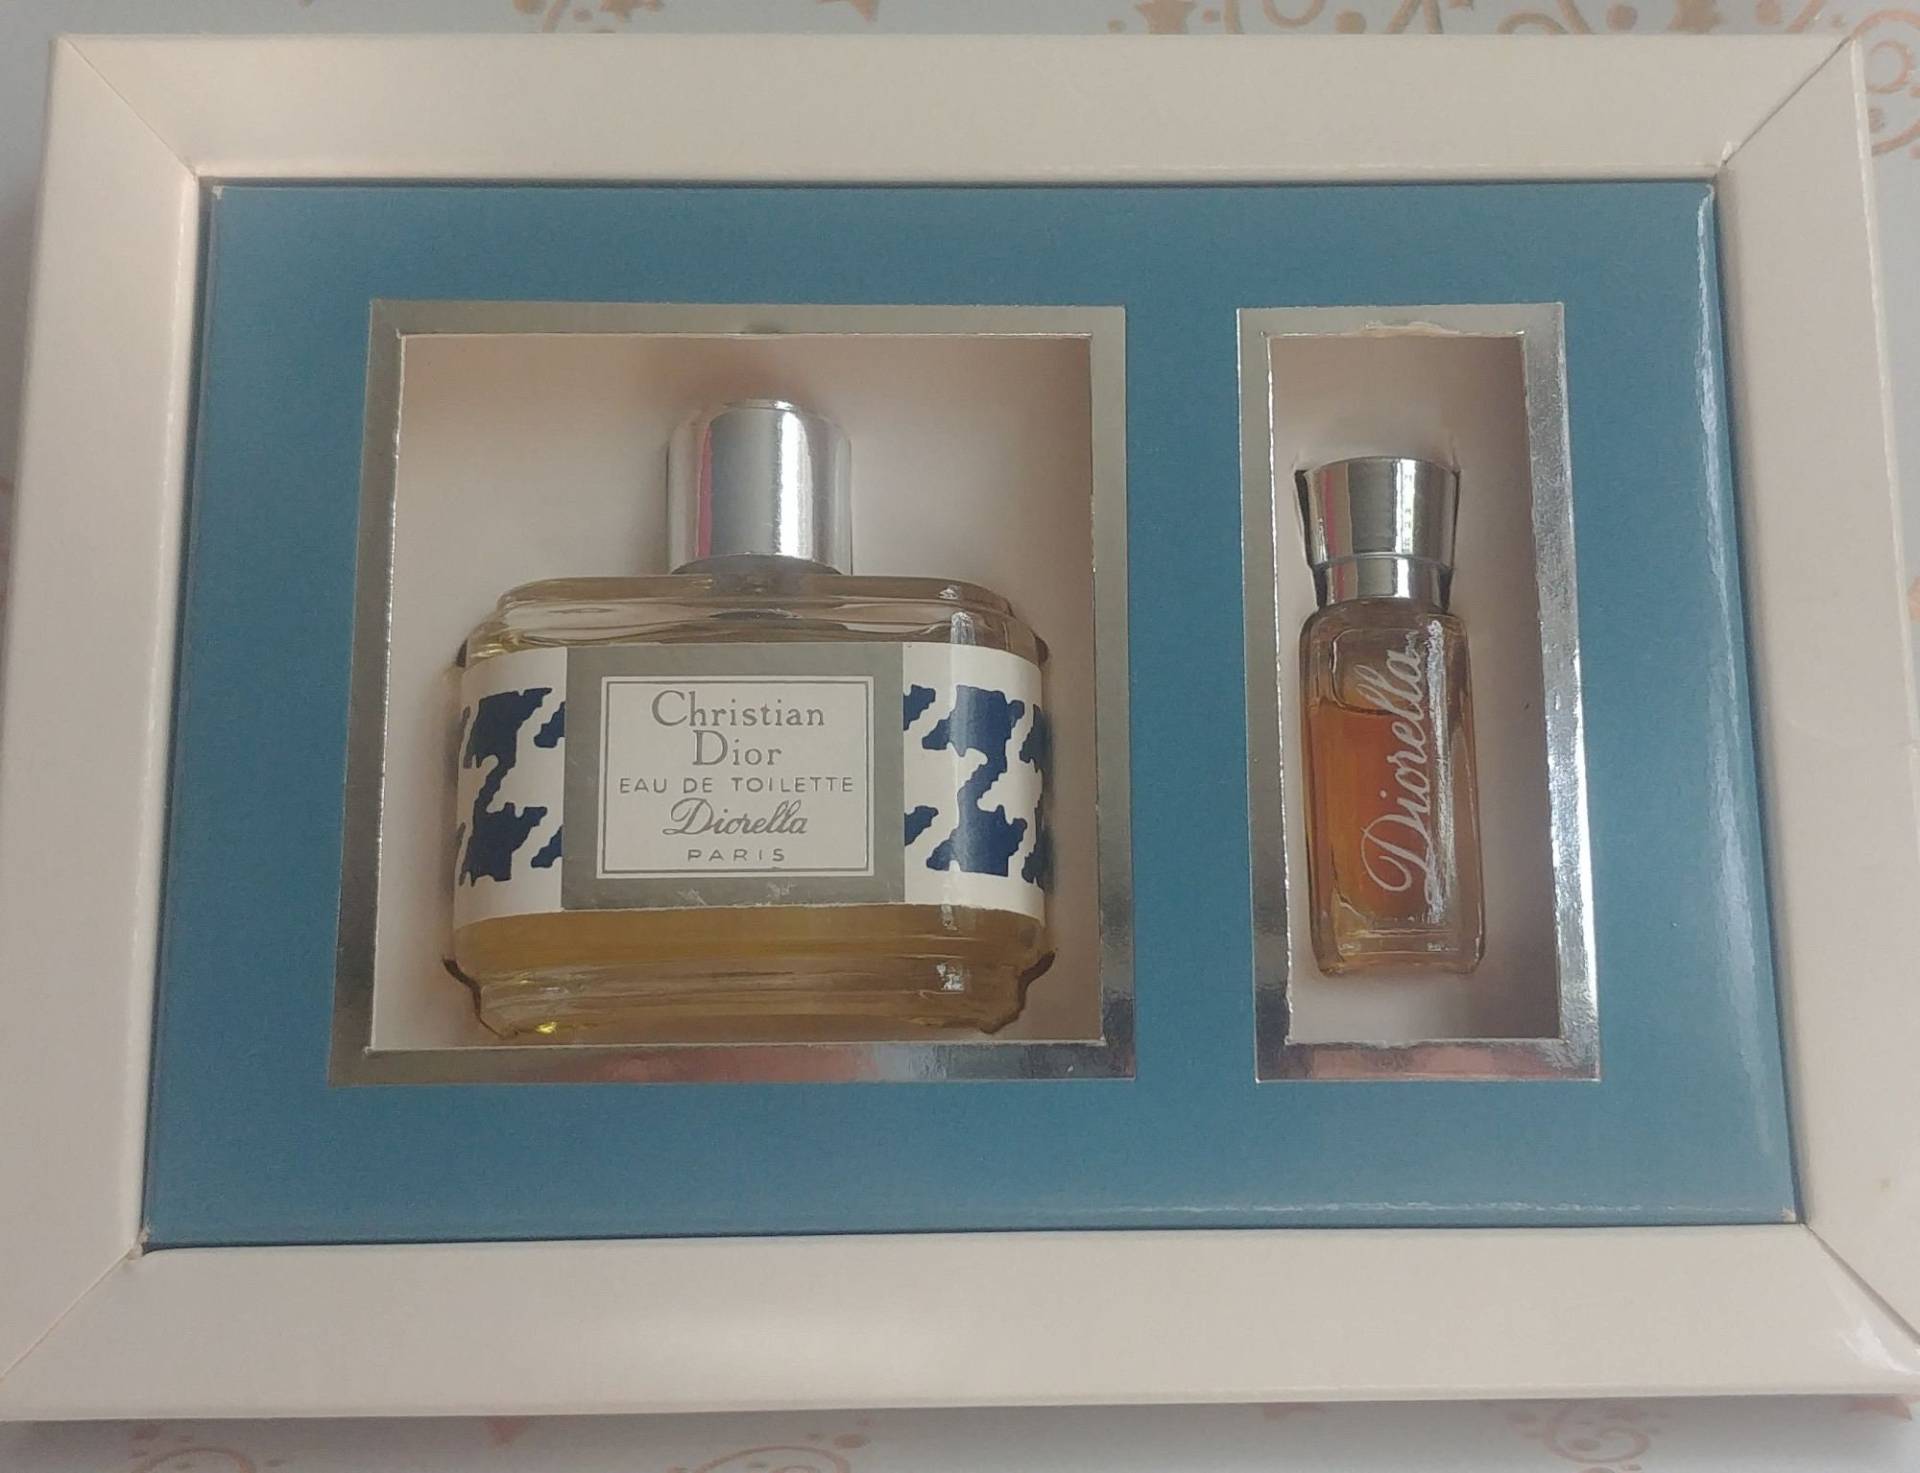 Christian
Dior
EAU DE TOILETTE
Diorella
PARIS
Diorella